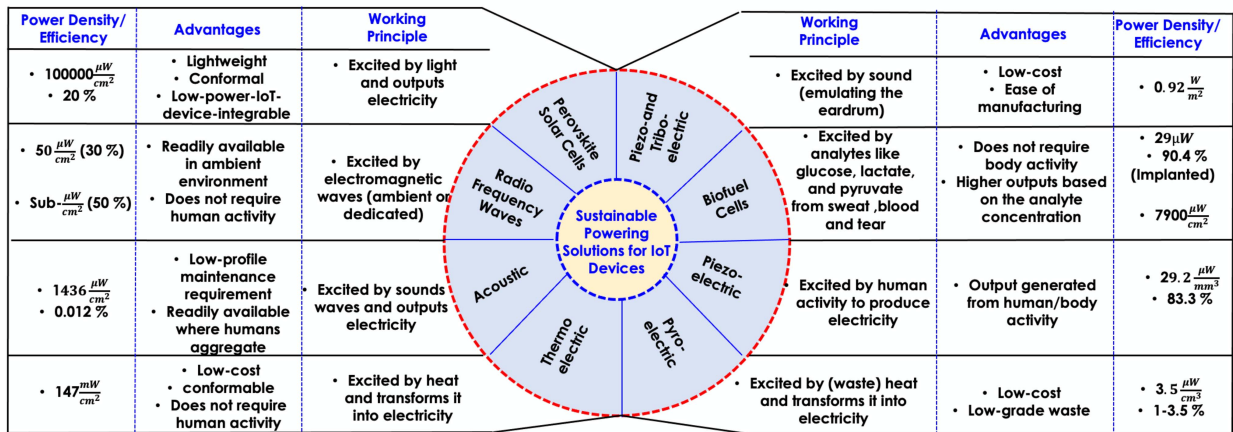 Power Density/
Efficiency
Advantages
Working
Principle
• 100000 μW/cm²
• 20 %
• Lightweight
• Conformal
• Low-power-IoT-
device-integrable
• Excited by light
and outputs
electricity
• 50 μW/cm² (30 %)
• Sub-μW/cm² (50 %)
• Readily available
in ambient
environment
• Does not require
human activity
• Excited by
electromagnetic
waves (ambient or
dedicated)
• 1436 μW/cm²
• 0.012 %
• Low-profile
maintenance
requirement
• Readily available
where humans
aggregate
• Excited by sounds
waves and outputs
electricity
• 147 mW/cm²
• Low-cost
• conformable
• Does not require
human activity
• Excited by heat
and transforms it
into electricity
Perovskite
Solar Cells
Piezo-and
Tribo-
electric
Radio
Frequency
Waves
Biofuel
Cells
Sustainable
Powering
Solutions for IoT
Devices
Acoustic
Piezo-
electric
Thermo
electric
Pyro-
electric
Working
Principle
Advantages
Power Density/
Efficiency
• Excited by sound
(emulating the
eardrum)
• Low-cost
• Ease of
manufacturing
• 0.92 W/m²
• Excited by
analytes like
glucose, lactate,
and pyruvate
from sweat ,blood
and tear
• Does not require
body activity
• Higher outputs based
on the analyte
concentration
• 29μW
• 90.4 %
(Implanted)
• 7900 μW/cm²
• Excited by human
activity to produce
electricity
• Output generated
from human/body
activity
• 29.2 μW/mm³
• 83.3 %
• Excited by (waste) heat
and transforms it into
electricity
• Low-cost
• Low-grade waste
• 3.5 μW/cm³
• 1-3.5 %